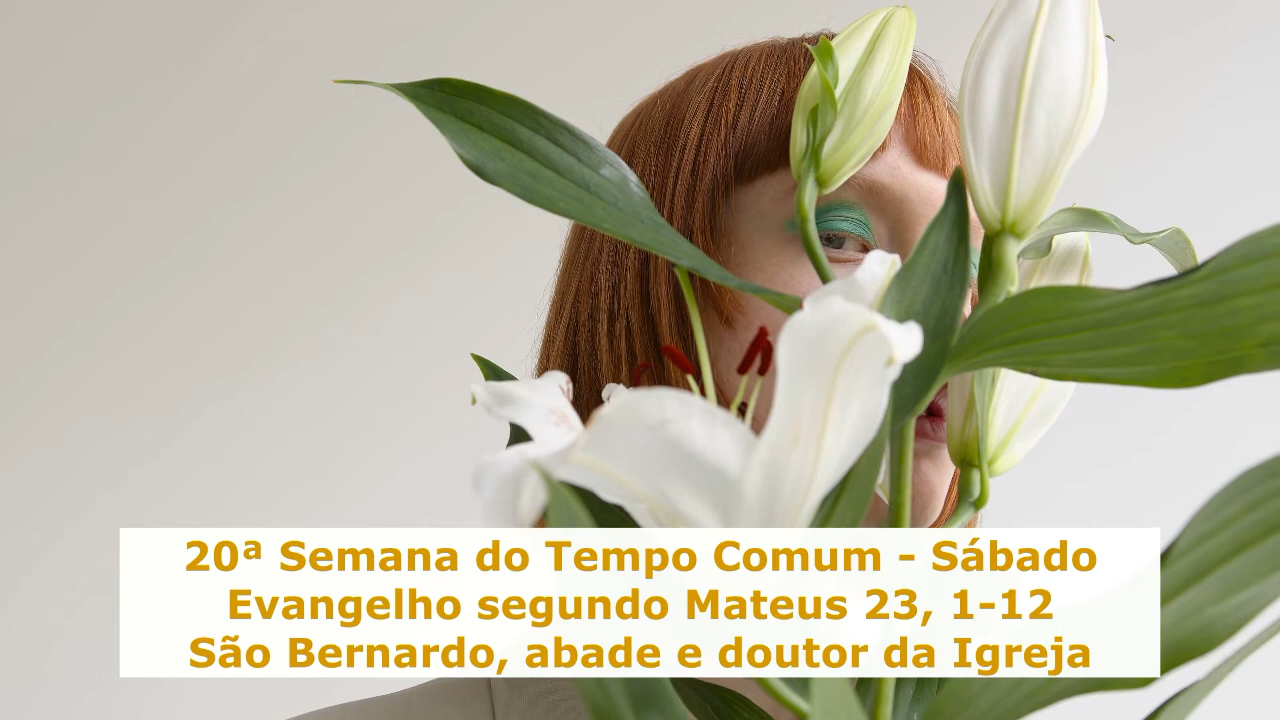 20ª Semana do Tempo Comum - Sábado
Evangelho segundo Mateus 23, 1-12
São Bernardo, abade e doutor da Igreja